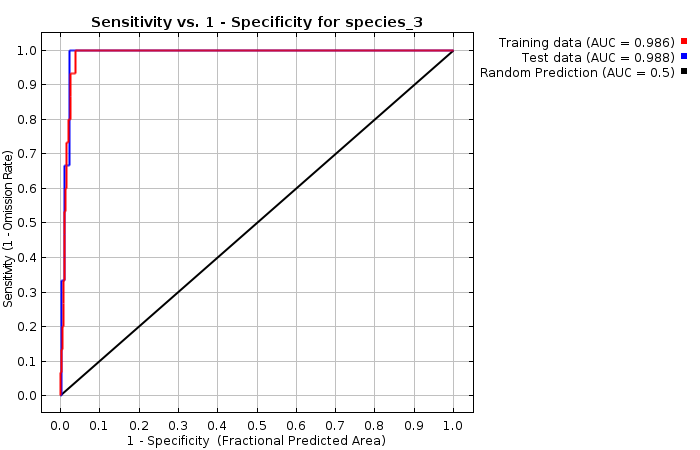 Sensitivity vs. 1 - Specificity for species_3
Training data (AUC = 0.986)
Test data (AUC = 0.988)
Random Prediction (AUC = 0.5)
Sensitivity (1 - Omission Rate)
1.0
0.9
0.8
0.7
0.6
0.5
0.4
0.3
0.2
0.1
0.0
0.0 0.1 0.2 0.3 0.4 0.5 0.6 0.7 0.8 0.9 1.0
1 - Specificity (Fractional Predicted Area)